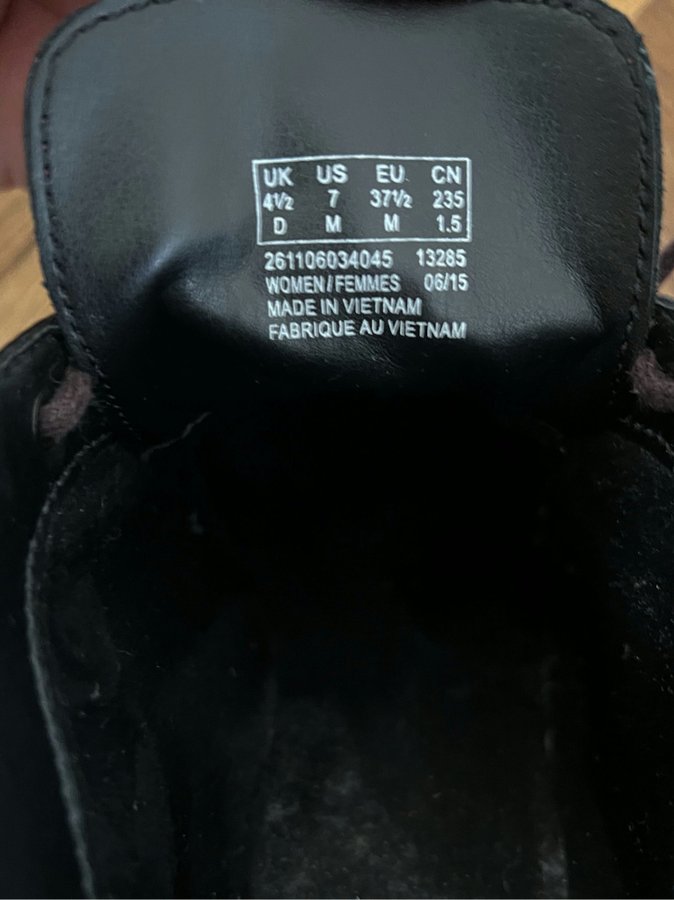 UK US EU CN
4½ 7 37½ 235
D M M 1.5
261106034045 13285
WOMEN/FEMMES 06/15
MADE IN VIETNAM
FABRIQUE AU VIETNAM